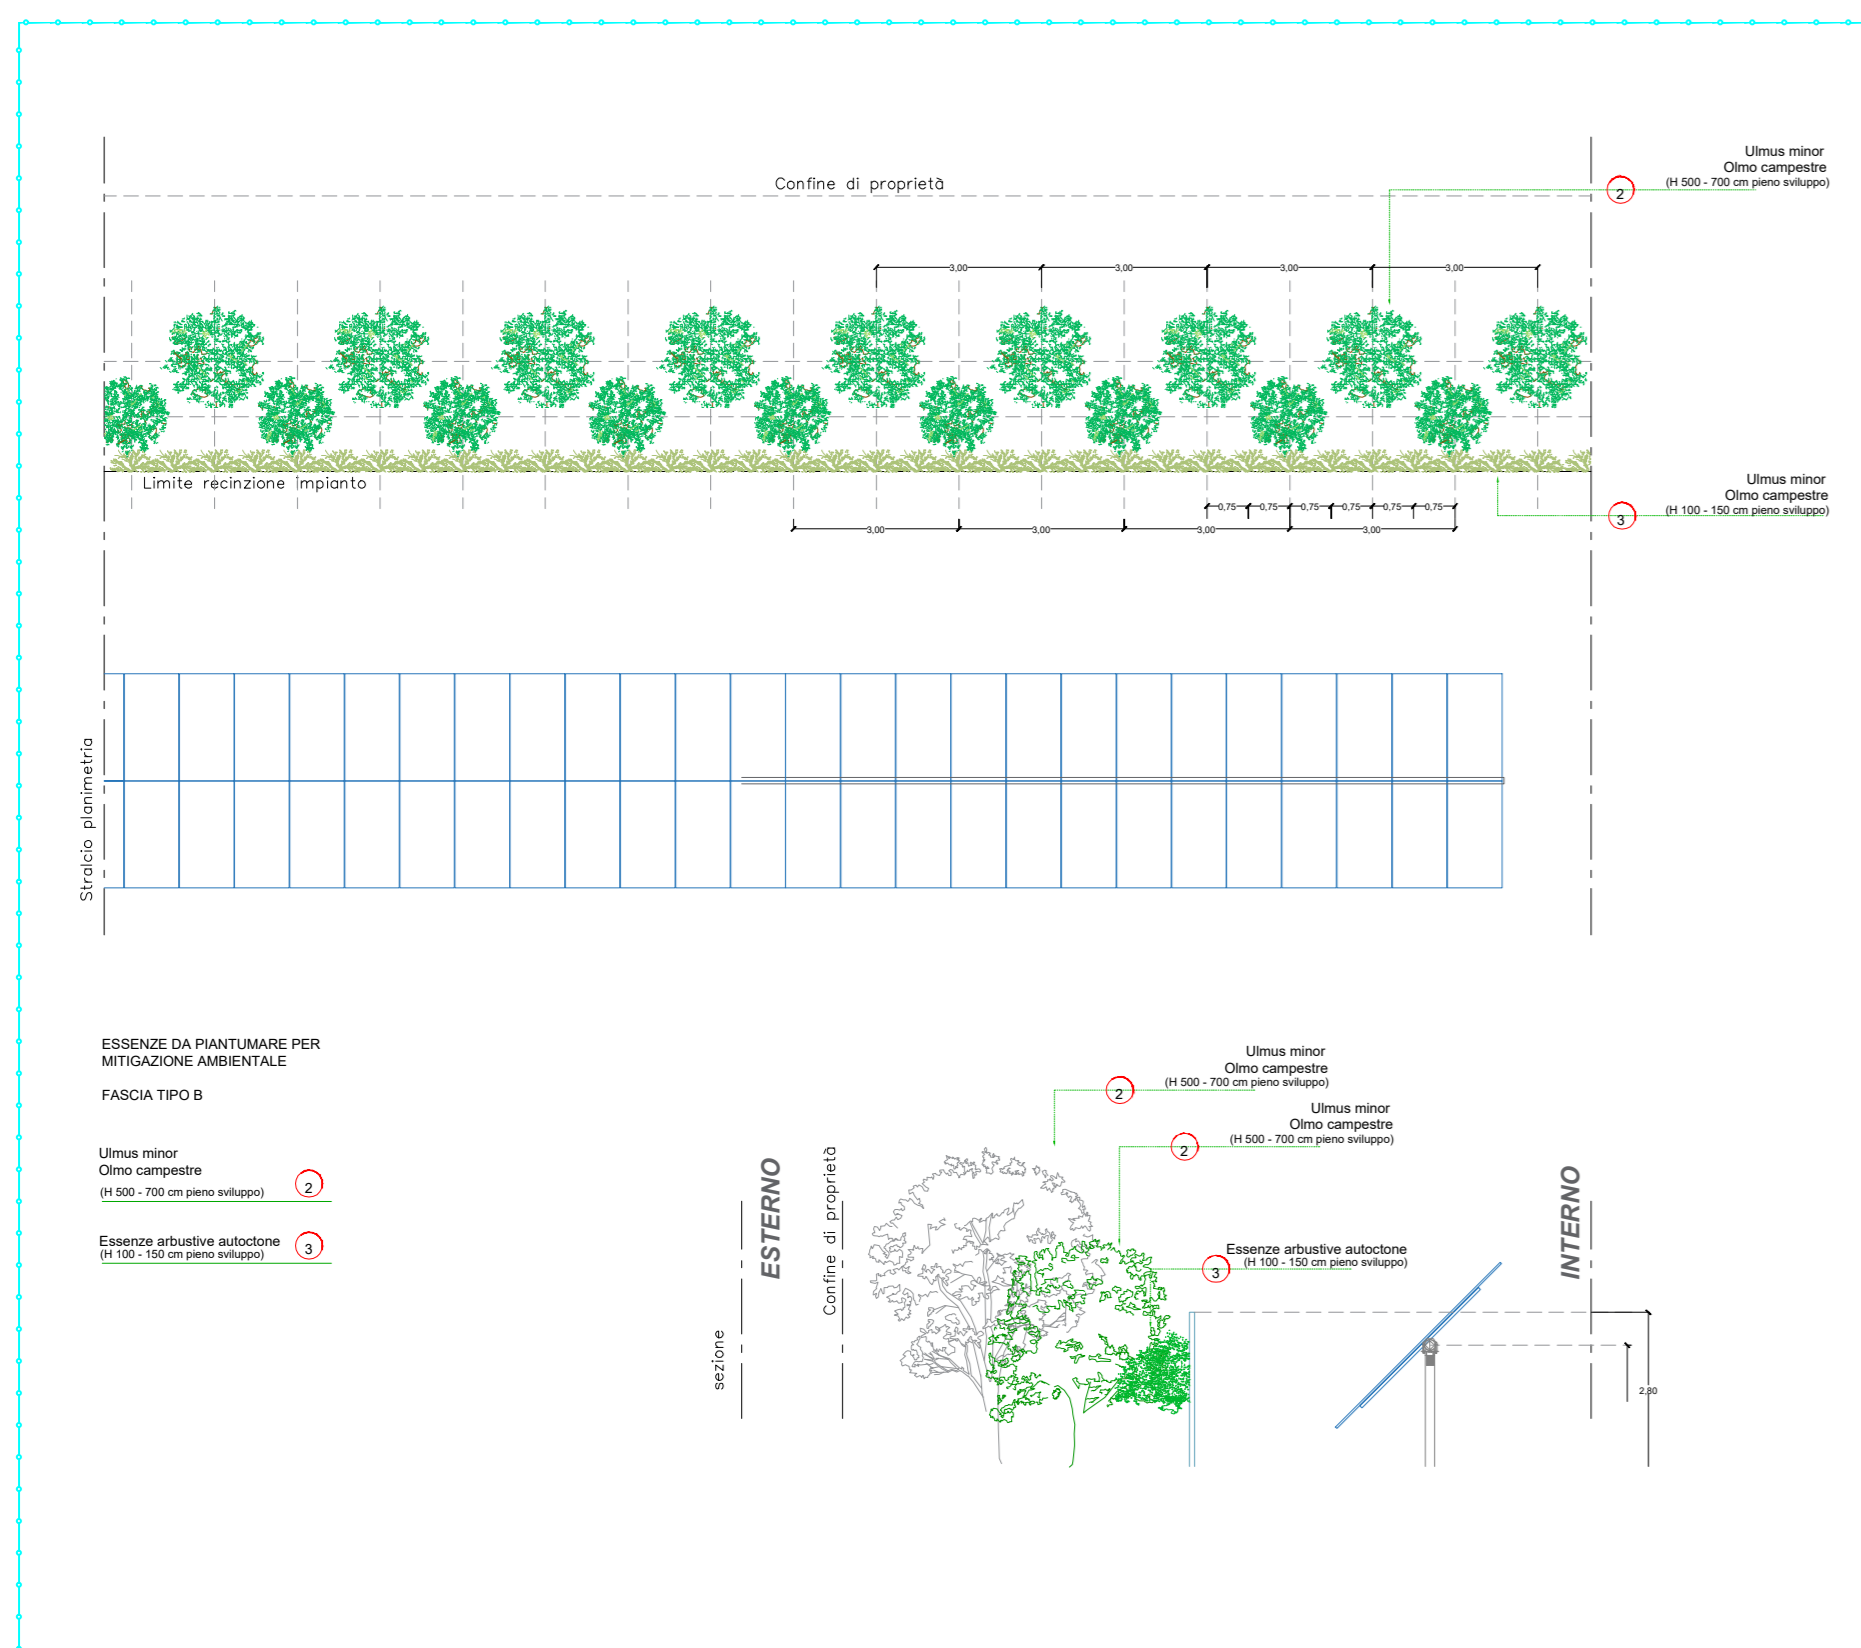 Ulmus minor
Olmo campestre
(H 500 - 700 cm pieno sviluppo)
2
Confine di proprietà
3,00
3,00
3,00
3,00
Limite recinzione impianto
Ulmus minor
Olmo campestre
(H 100 - 150 cm pieno sviluppo)
3
0,75
0,75
0,75
0,75
0,75
0,75
3,00
3,00
3,00
3,00
Stralcio planimetria
ESSENZE DA PIANTUMARE PER
MITIGAZIONE AMBIENTALE
FASCIA TIPO B
Ulmus minor
Olmo campestre
(H 500 - 700 cm pieno sviluppo)
2
Essenze arbustive autoctone
(H 100 - 150 cm pieno sviluppo)
3
Ulmus minor
Olmo campestre
(H 500 - 700 cm pieno sviluppo)
2
Ulmus minor
Olmo campestre
(H 500 - 700 cm pieno sviluppo)
2
Essenze arbustive autoctone
(H 100 - 150 cm pieno sviluppo)
3
sezione
ESTERNO
Confine di proprietà
INTERNO
2,80